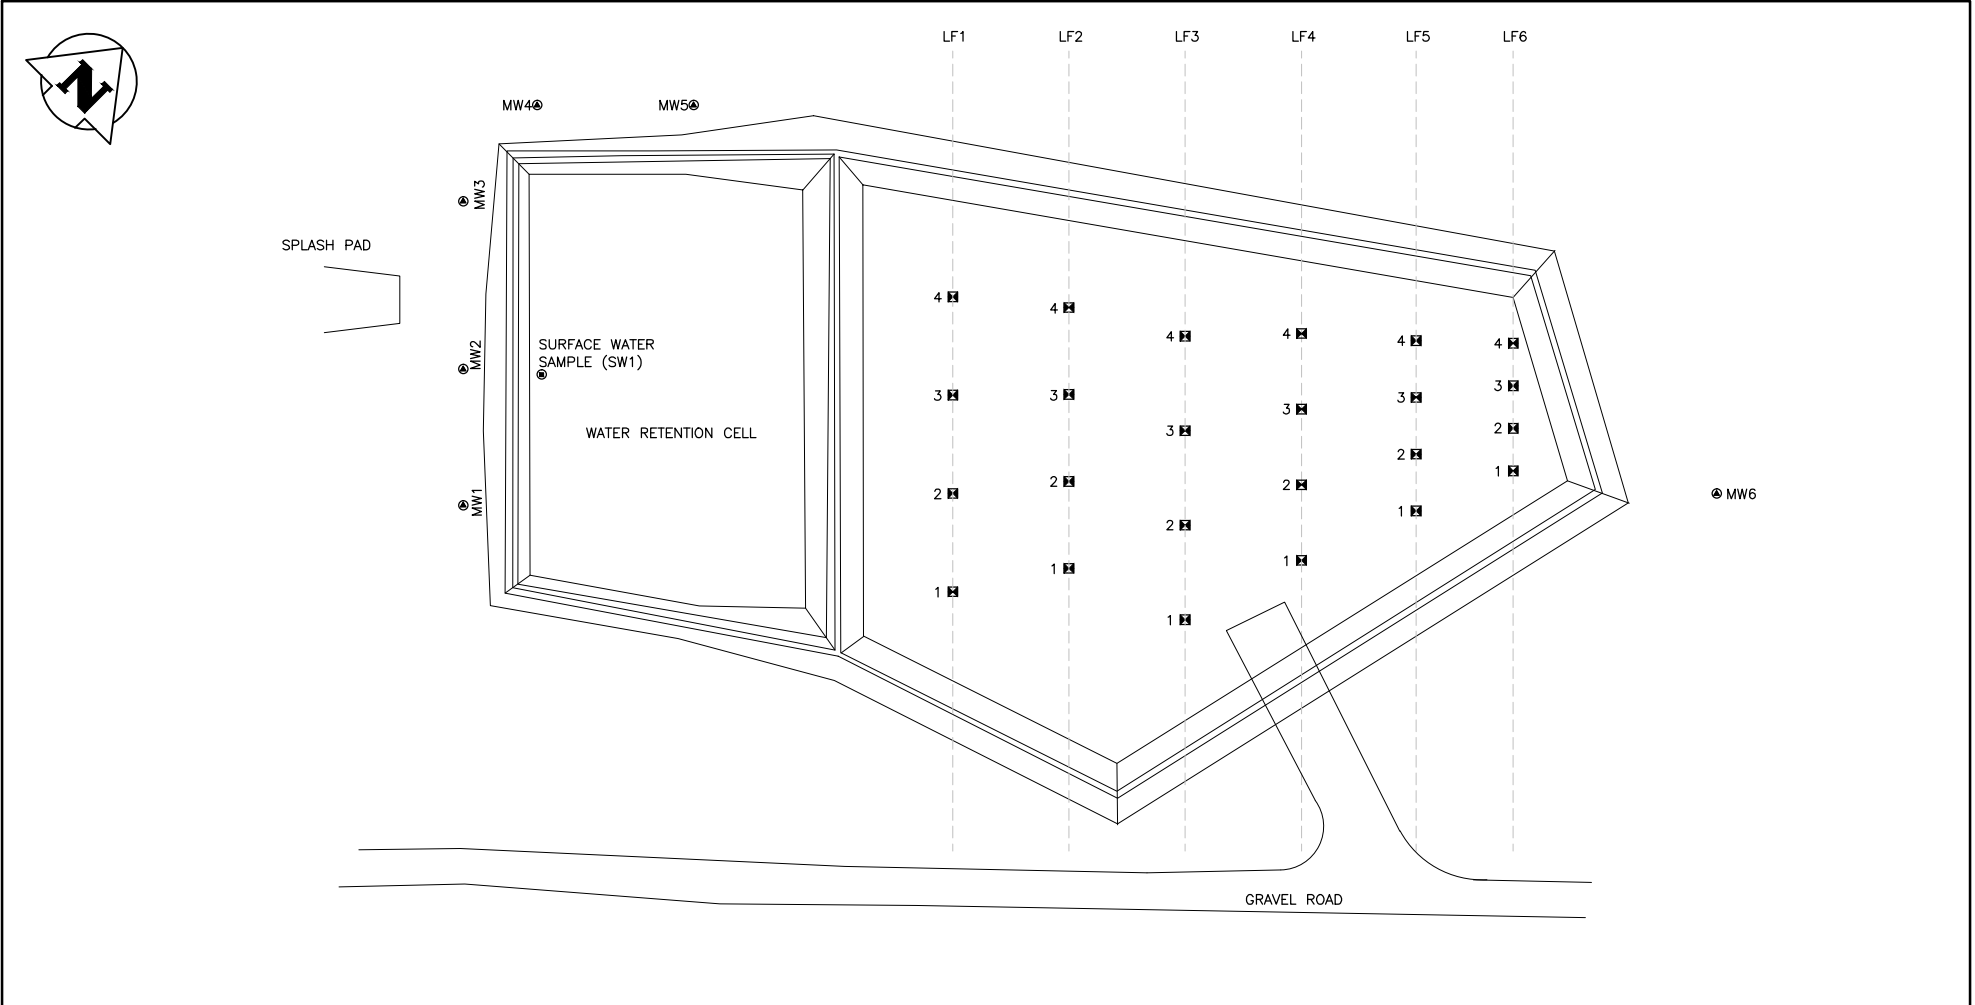 LF1 LF2 LF3 LF4 LF5 LF6
N
MW4 MW5
MW3
SPLASH PAD
4
4
4
4
4
4
SURFACE WATER
SAMPLE (SW1)
MW2
3
3
3
3
3
3
WATER RETENTION CELL
2
2
2
2
2
2
MW1
MW6
1
1
1
1
1
1
GRAVEL ROAD